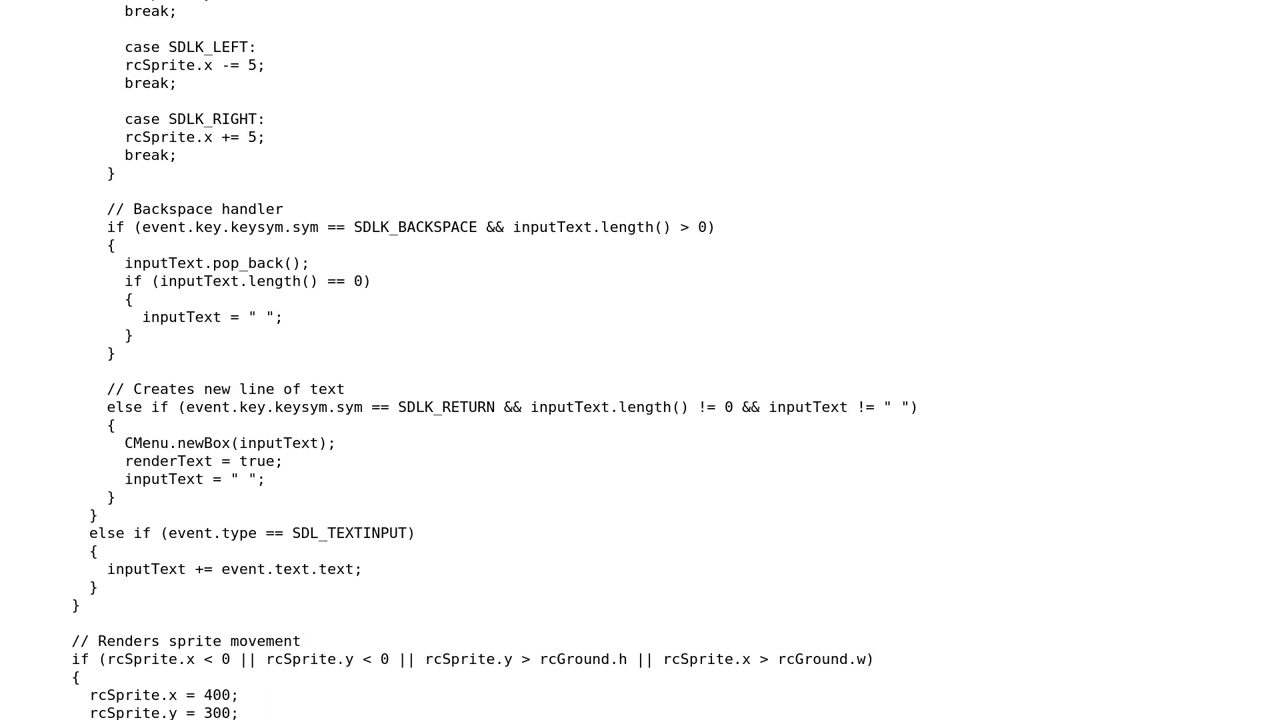 break;
case SDLK_LEFT:
rcSprite.x -= 5;
break;
case SDLK_RIGHT:
rcSprite.x += 5;
break;
}
// Backspace handler
if (event.key.keysym.sym == SDLK_BACKSPACE && inputText.length() > 0)
{
inputText.pop_back();
if (inputText.length() == 0)
{
inputText = " ";
}
}
// Creates new line of text
else if (event.key.keysym.sym == SDLK_RETURN && inputText.length() != 0 && inputText != " ")
{
CMenu.newBox(inputText);
renderText = true;
inputText = " ";
}
}
else if (event.type == SDL_TEXTINPUT)
{
inputText += event.text.text;
}
}
// Renders sprite movement
if (rcSprite.x < 0 || rcSprite.y < 0 || rcSprite.y > rcGround.h || rcSprite.x > rcGround.w)
{
rcSprite.x = 400;
rcSprite.y = 300;